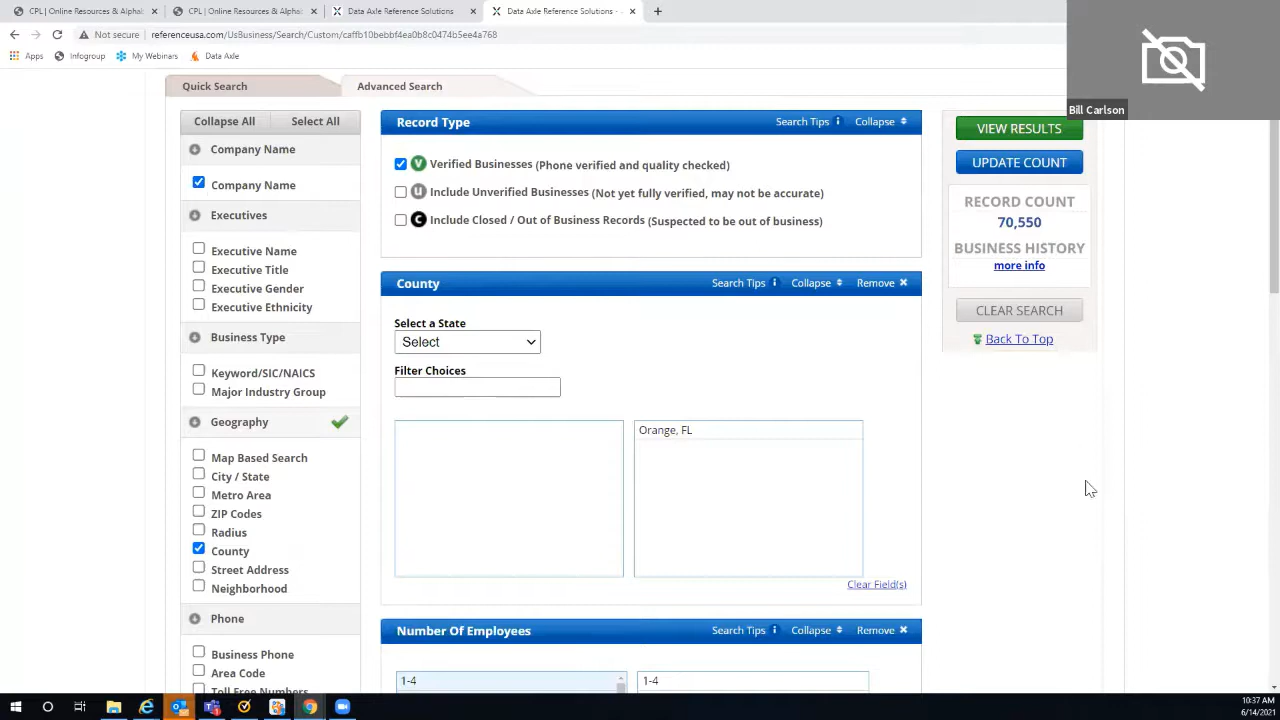 CPL | Online Resources & Alphab
CPL | Online Resources & Alphab
Data Axle Reference Solutions
Data Axle Reference Solutions -
Not secure | referenceusa.com/UsBusiness/Search/Custom/caffb10bebbf4ea0b8c0474b5ee4a768
Apps
Infogroup
My Webinars
Data Axle
Bill Carlson
Quick Search
Advanced Search
Collapse All
Select All
Company Name
Company Name
Executives
Executive Name
Executive Title
Executive Gender
Executive Ethnicity
Business Type
Keyword/SIC/NAICS
Major Industry Group
Geography
Map Based Search
City / State
Metro Area
ZIP Codes
Radius
County
Street Address
Neighborhood
Phone
Business Phone
Area Code
Toll Free Numbers
Record Type
Search Tips i
Collapse
V Verified Businesses (Phone verified and quality checked)
U Include Unverified Businesses (Not yet fully verified, may not be accurate)
C Include Closed / Out of Business Records (Suspected to be out of business)
County
Search Tips i
Collapse
Remove
Select a State
Select
Filter Choices
Orange, FL
Clear Field(s)
Number Of Employees
Search Tips i
Collapse
Remove
1-4
1-4
VIEW RESULTS
UPDATE COUNT
RECORD COUNT
70,550
BUSINESS HISTORY
more info
CLEAR SEARCH
Back To Top
10:37 AM
6/14/2021